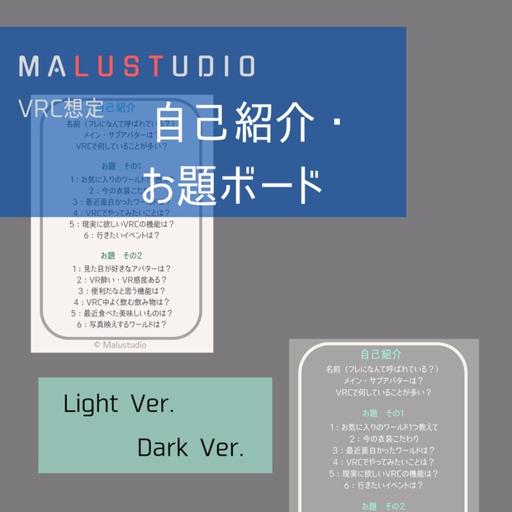 MALUSTUDIO
VRC想定
自己紹介・
お題ボード
自己紹介
名前（フレになんて呼ばれている？）
メイン・サブアバターは？
VRCで何していることが多い？
お題 その1
1：お気に入りのワールド
2：今の衣装こだわり
3：最近面白かったワールドは？
4：VRCでやってみたいことは？
5：現実に欲しいVRCの機能は？
6：行きたいイベントは？
お題 その2
1：見た目が好きなアバターは？
2：VR酔い・VR感度ある？
3：便利だなと思う機能は？
4：VRC中よく飲む飲み物は？
5：最近食べた美味しいものは？
6：写真映えするワールドは？
© Malustudio
Light Ver.
Dark Ver.
自己紹介
名前（フレになんて呼ばれている？）
メイン・サブアバターは？
VRCで何していることが多い？
お題 その1
1：お気に入りのワールド1つ教えて
2：今の衣装こだわり
3：最近面白かったワールドは？
4：VRCでやってみたいことは？
5：現実に欲しいVRCの機能は？
6：行きたいイベントは？
お題 その2